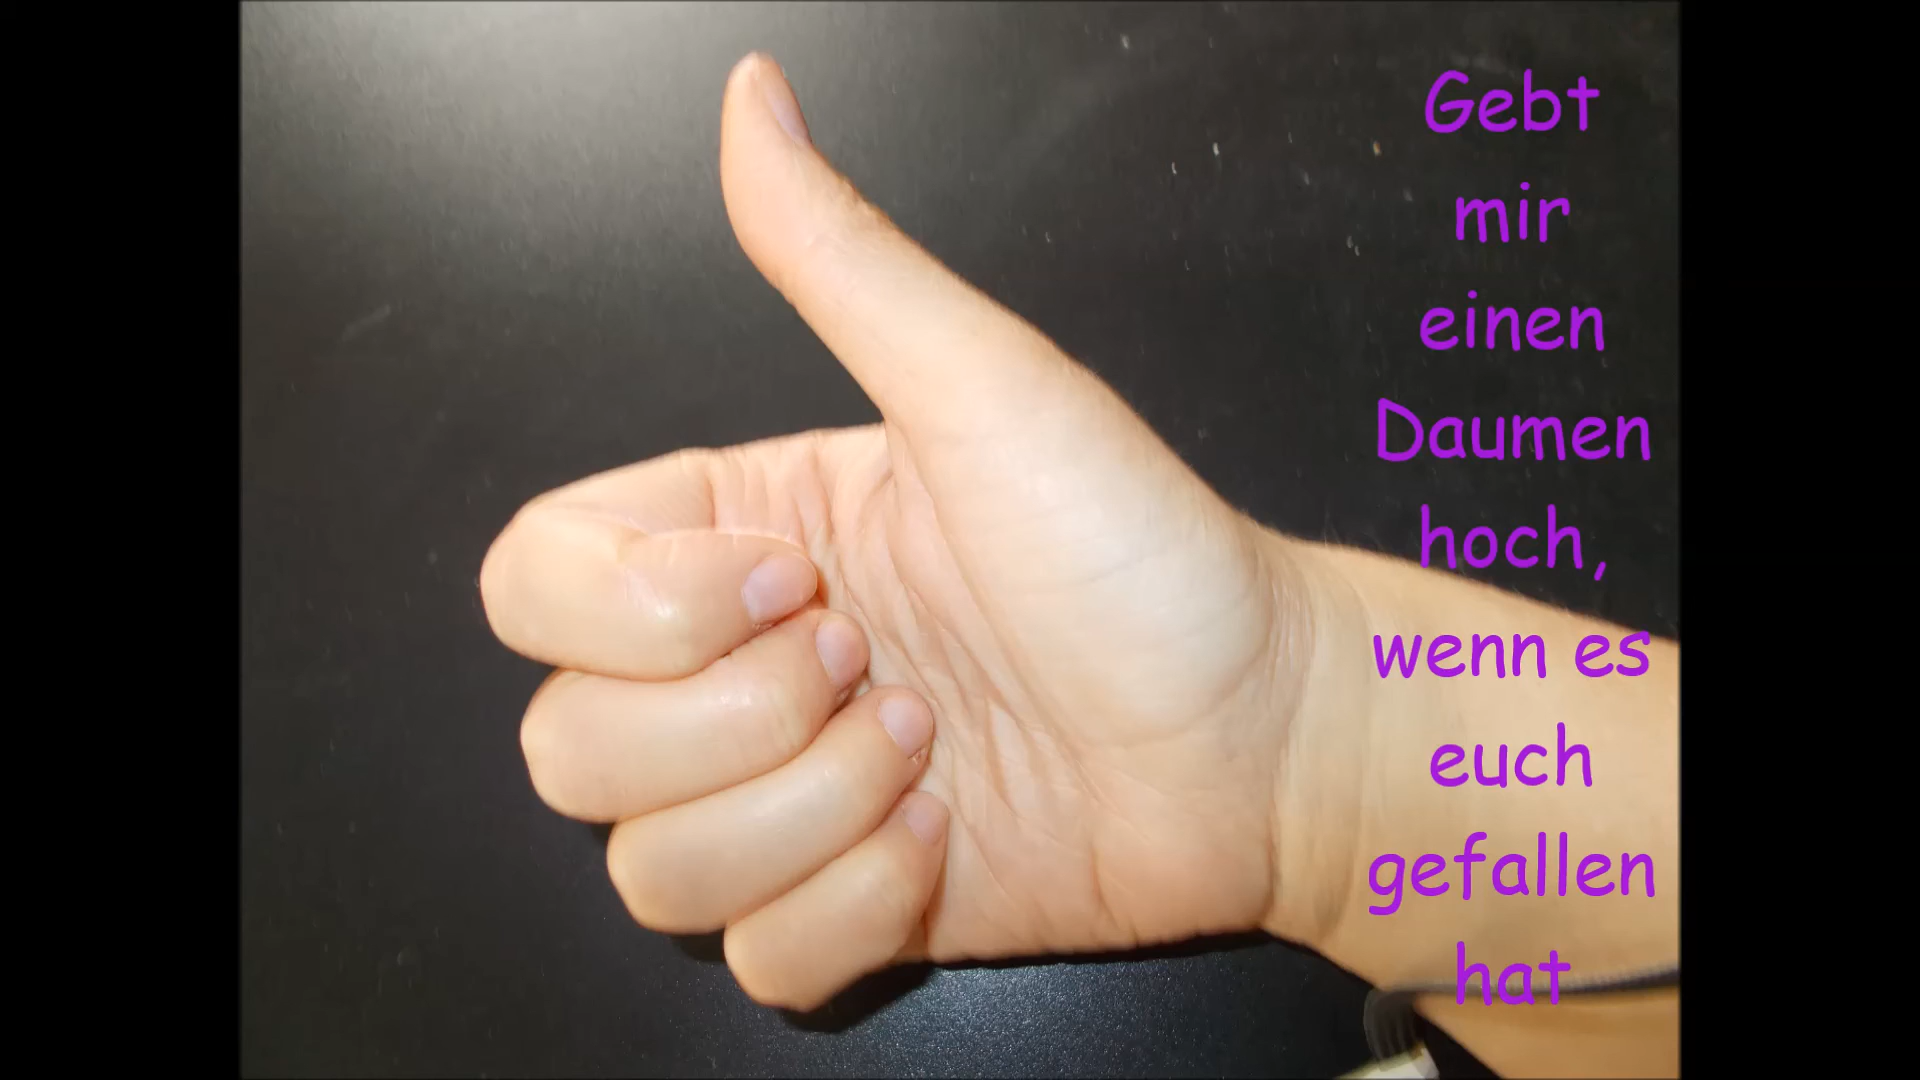 Gebt
mir
einen
Daumen
hoch,
wenn es
euch
gefallen
hat